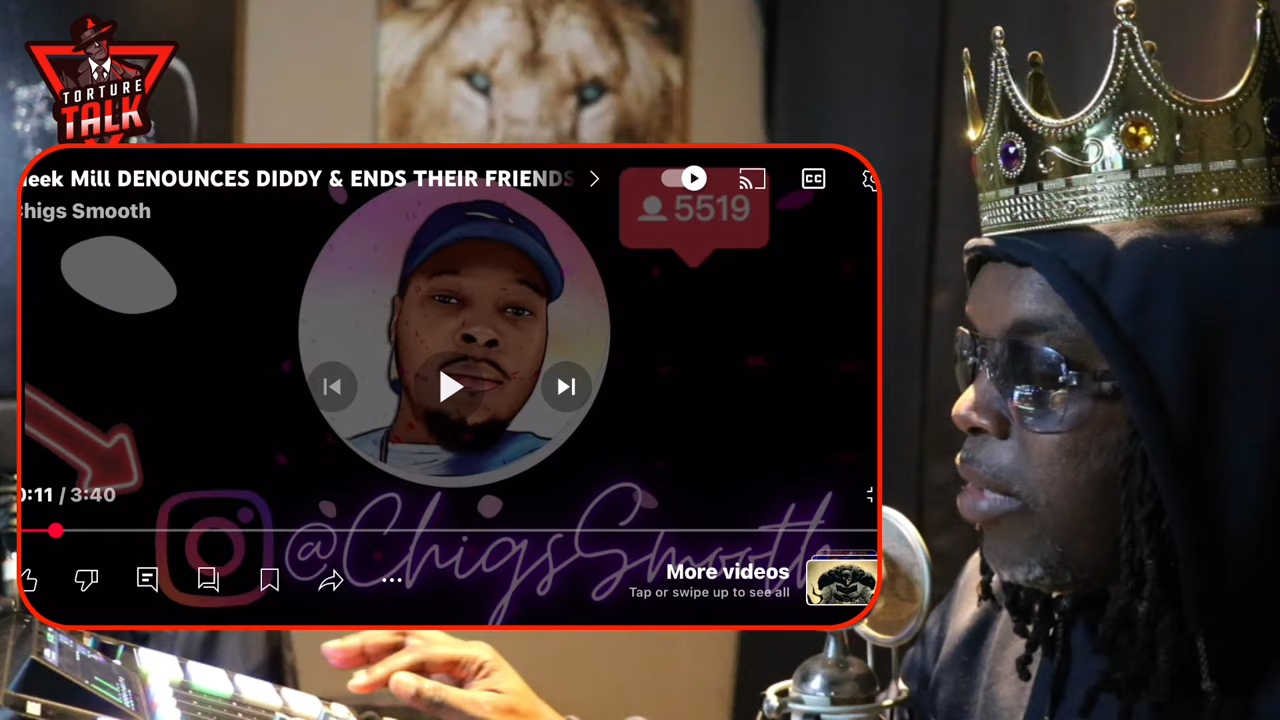 TORTURE
TALK
eek Mill DENOUNCES DIDDY & ENDS THEIR FRIENDS
Chigs Smooth
CC
5519
0:11 / 3:40
@ChigsSmooth
More videos
Tap or swipe up to see all